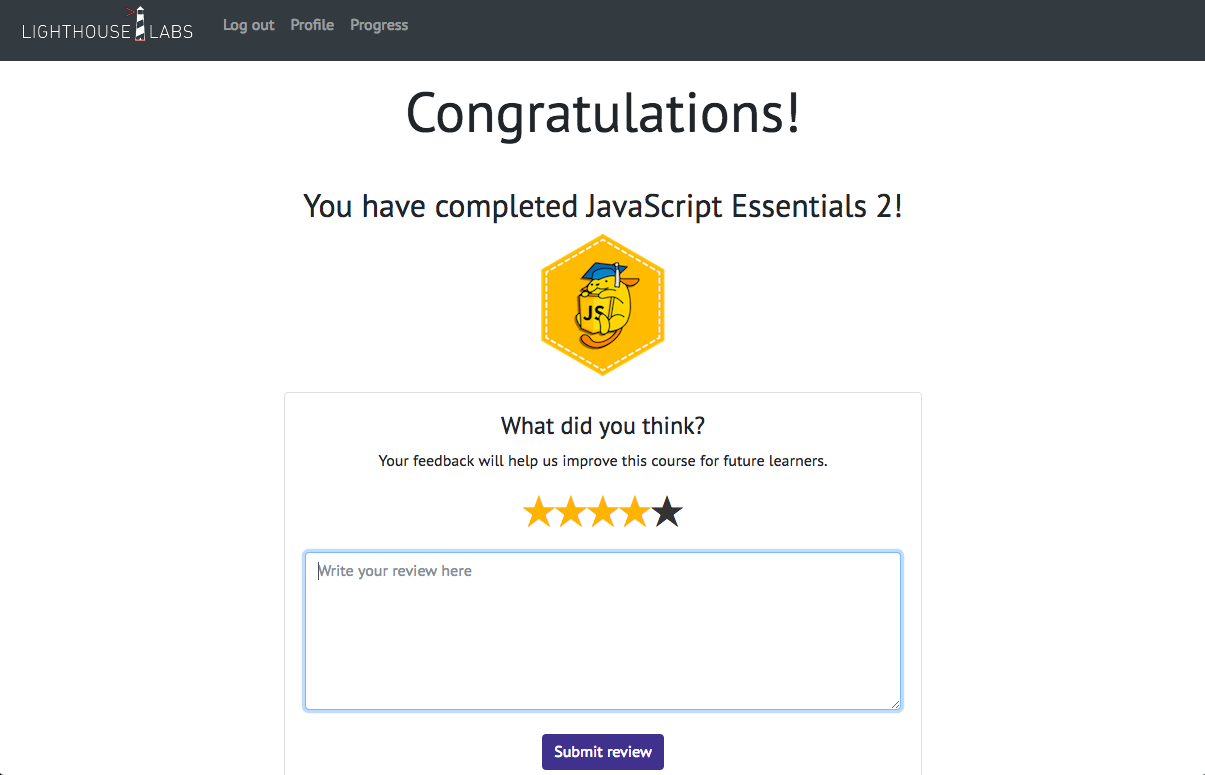 LIGHTHOUSE LABS Log out Profile Progress
Congratulations!
You have completed JavaScript Essentials 2!
JS
What did you think?
Your feedback will help us improve this course for future learners.
Write your review here
Submit review